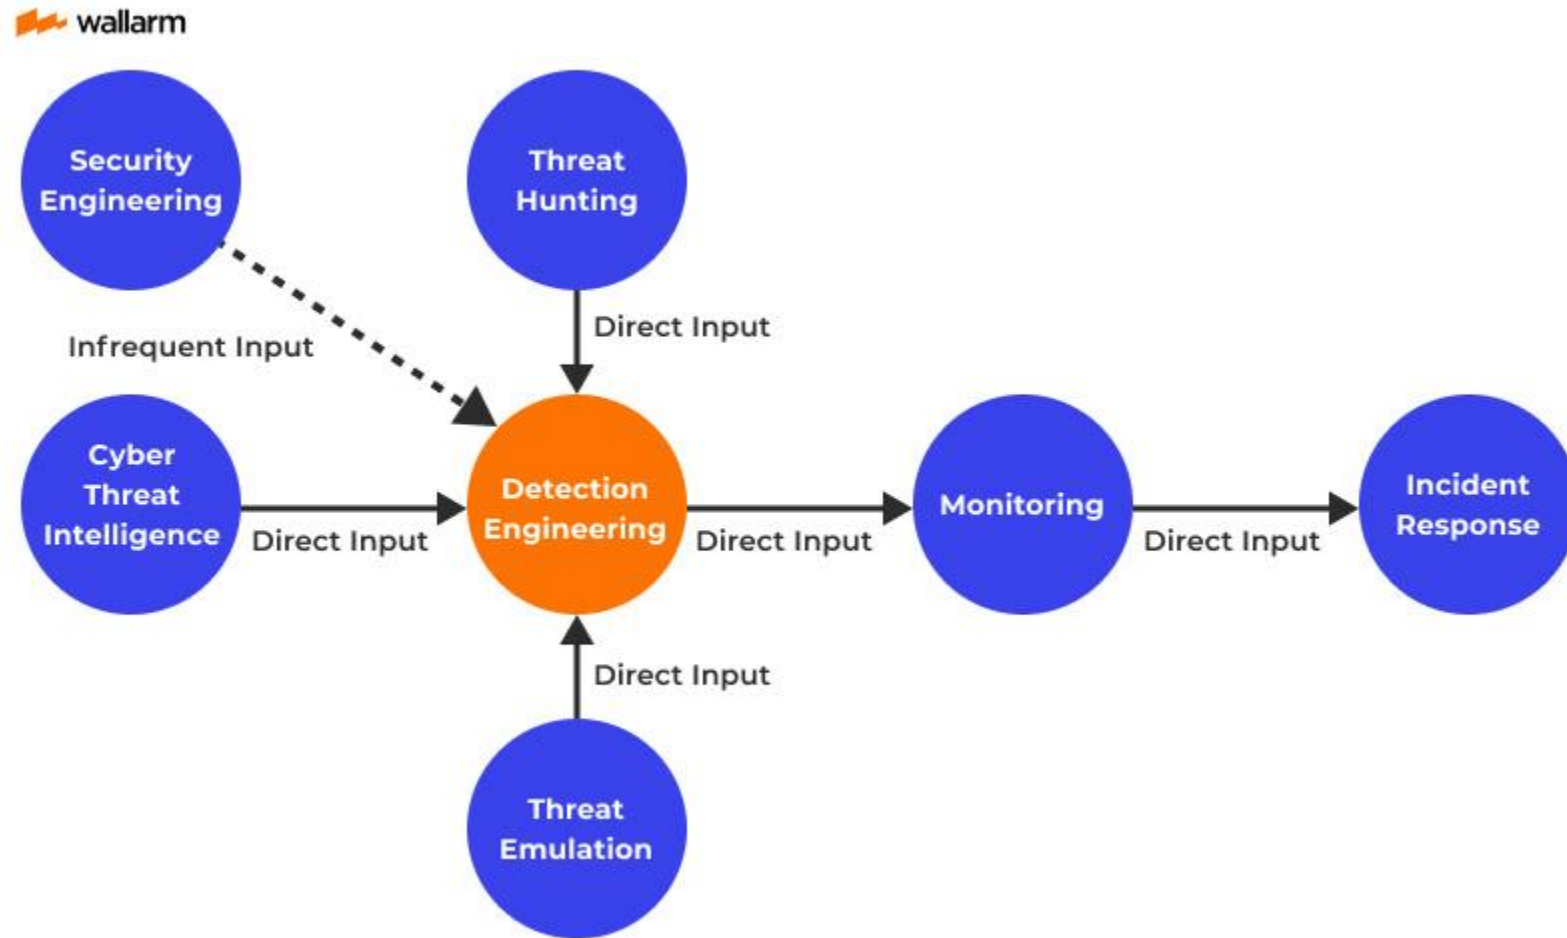 wallarm
Security
Engineering
Threat
Hunting
Direct Input
Infrequent Input
Cyber
Threat
Intelligence
Direct Input
Detection
Engineering
Direct Input
Monitoring
Direct Input
Incident
Response
Direct Input
Threat
Emulation